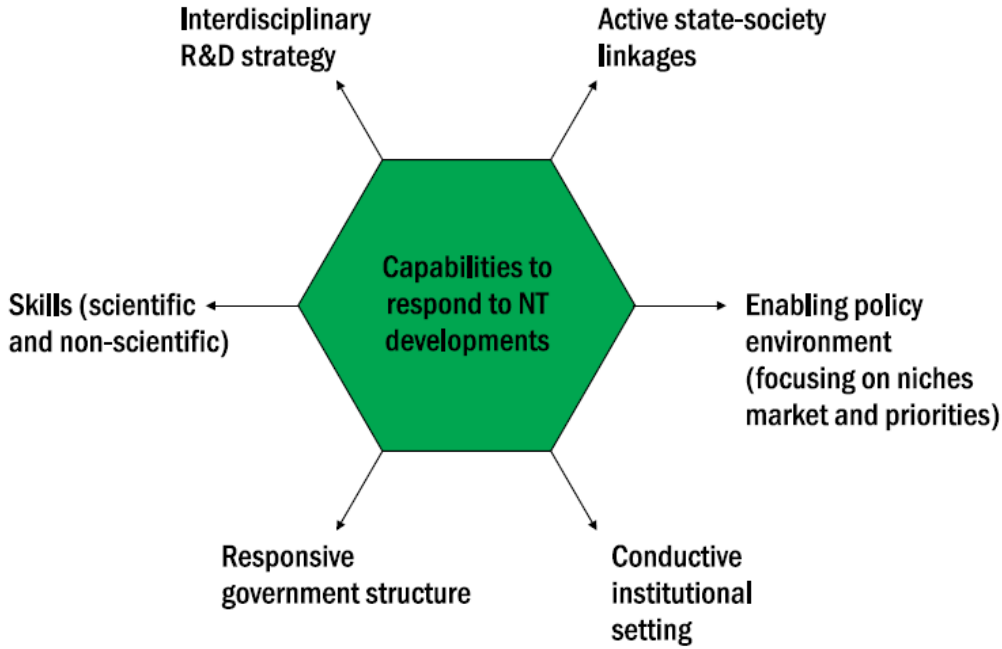 Interdisciplinary
R&D strategy
Active state-society
linkages
Capabilities to
respond to NT
developments
Skills (scientific
and non-scientific)
Enabling policy
environment
(focusing on niches
market and priorities)
Responsive
government structure
Conductive
institutional
setting